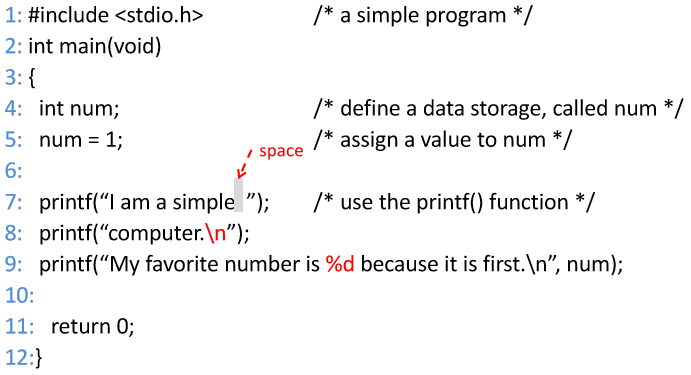 1: #include <stdio.h> /* a simple program */
2: int main(void)
3: {
4: int num; /* define a data storage, called num */
5: num = 1; /* assign a value to num */
space
6:
7: printf(“I am a simple ”); /* use the printf() function */
8: printf(“computer.\n”);
9: printf(“My favorite number is %d because it is first.\n”, num);
10:
11: return 0;
12:}